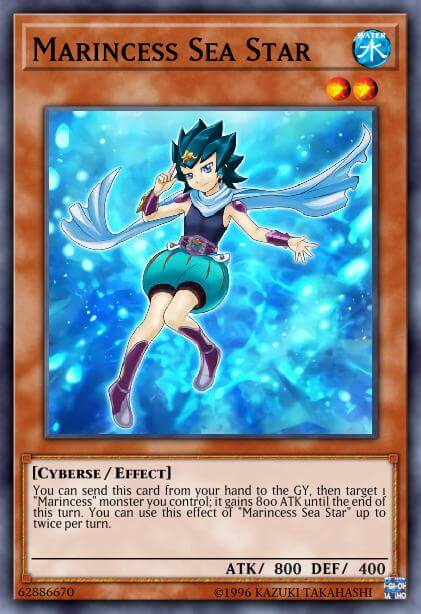 Marincess Sea Star
WATER
水
[Cyberse / Effect]
You can send this card from your hand to the GY, then target 1
"Marincess" monster you control; it gains 800 ATK until the end of
this turn. You can use this effect of "Marincess Sea Star" up to
twice per turn.
ATK/ 800 DEF/ 400
62886670
©1996 KAZUKI TAKAHASHI